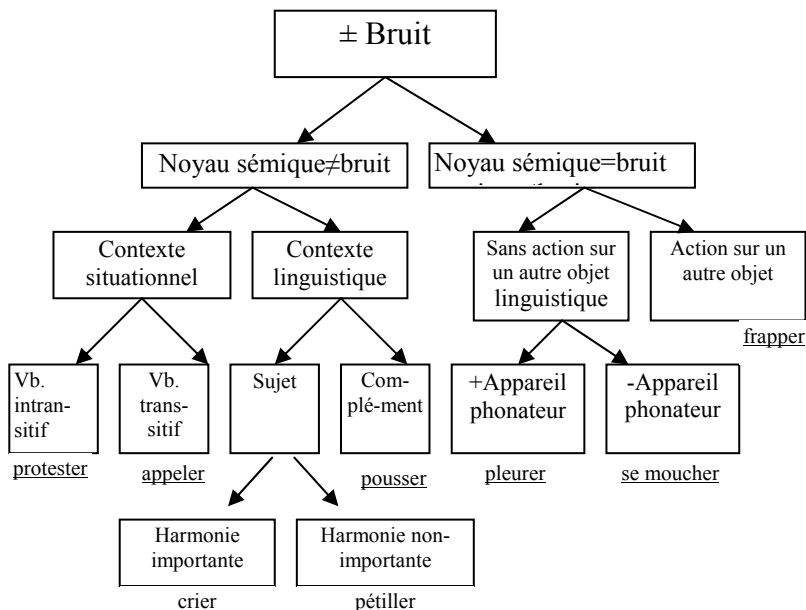 ± Bruit
Noyau sémique≠bruit
Noyau sémique=bruit
Contexte
situationnel
Contexte
linguistique
Sans action sur
un autre objet
linguistique
Action sur un
autre objet
frapper
Vb.
intran-
sitif
Vb.
trans-
sitif
Sujet
Com-
plé-ment
+Appareil
phonateur
-Appareil
phonateur
protester
appeler
pousser
pleurer
se moucher
Harmonie
importante
Harmonie non-
importante
crier
pétiller